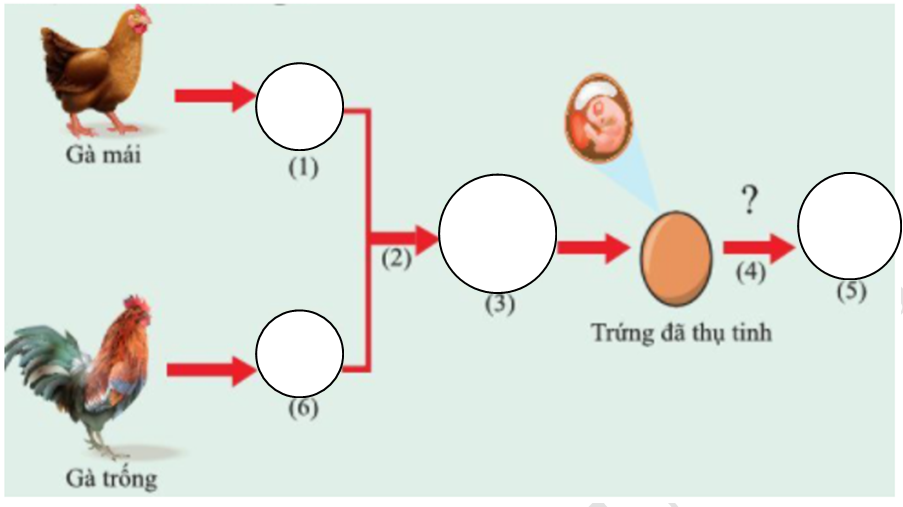 Gà mái
(1)
(2)
(3)
Trứng đã thụ tinh
?
(4)
(5)
(6)
Gà trống